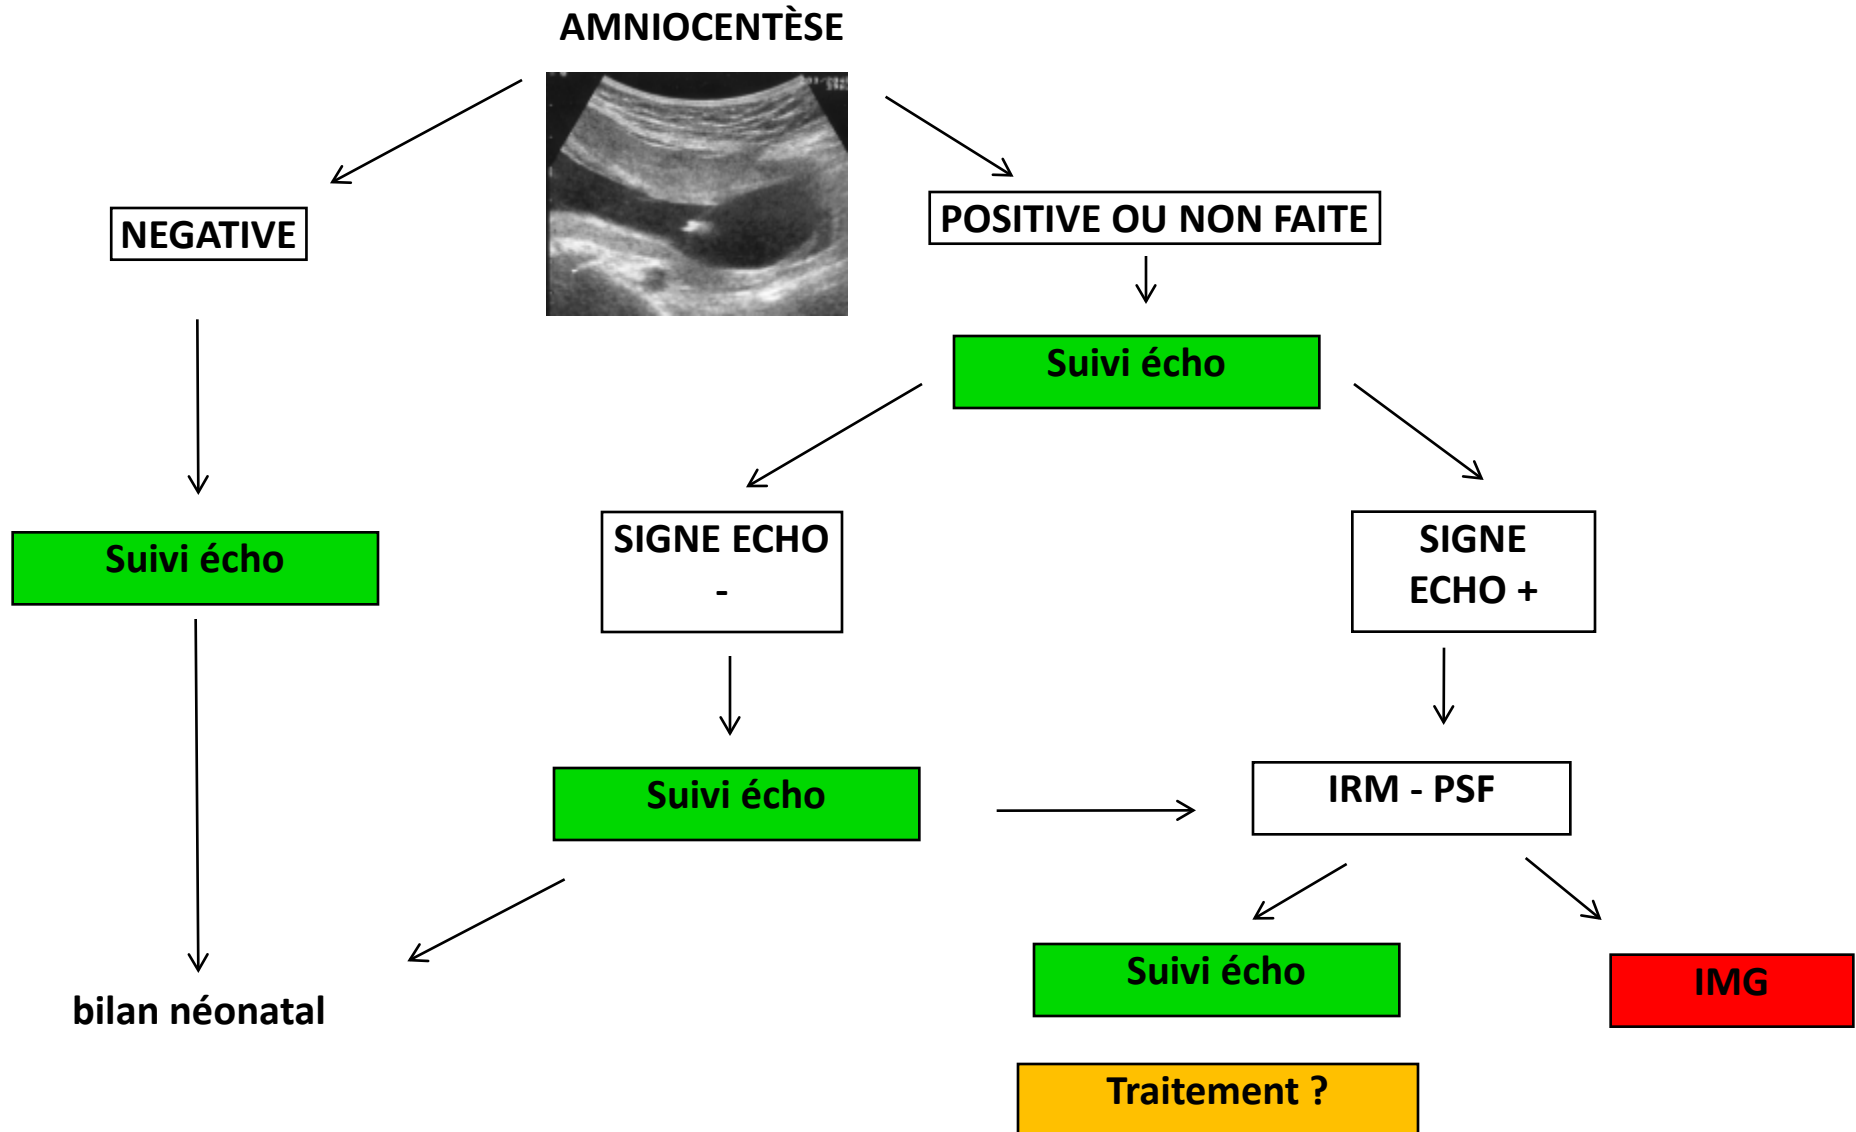 AMNIOCENTÈSE
NEGATIVE
POSITIVE OU NON FAITE
Suivi écho
SIGNE ECHO
-
SIGNE
ECHO +
Suivi écho
Suivi écho
IRM - PSF
Suivi écho
IMG
bilan néonatal
Traitement ?